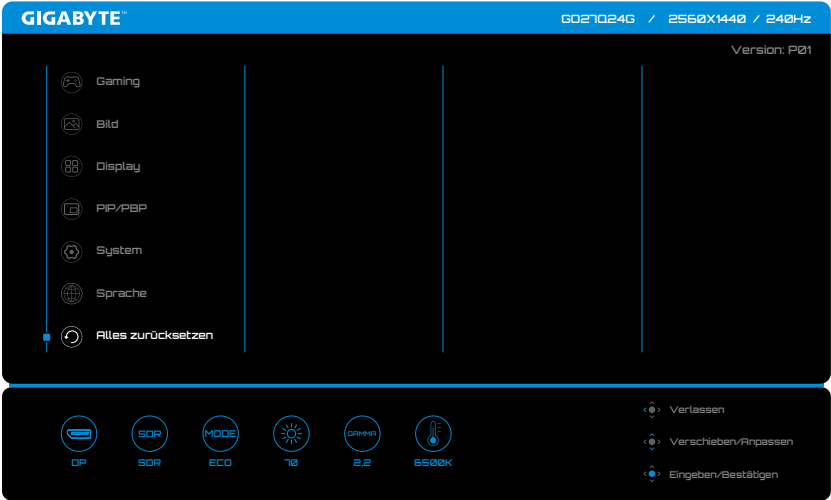 GIGABYTE™ GO27Q24G / 2560X1440 / 240Hz
Version: P01
Gaming
Bild
Display
PIP/PBP
System
Sprache
Alles zurücksetzen
SDR MODE GAMMA
DP SDR ECO 70 2,2 6500K
Verlassen
Verschieben/Anpassen
Eingeben/Bestätigen